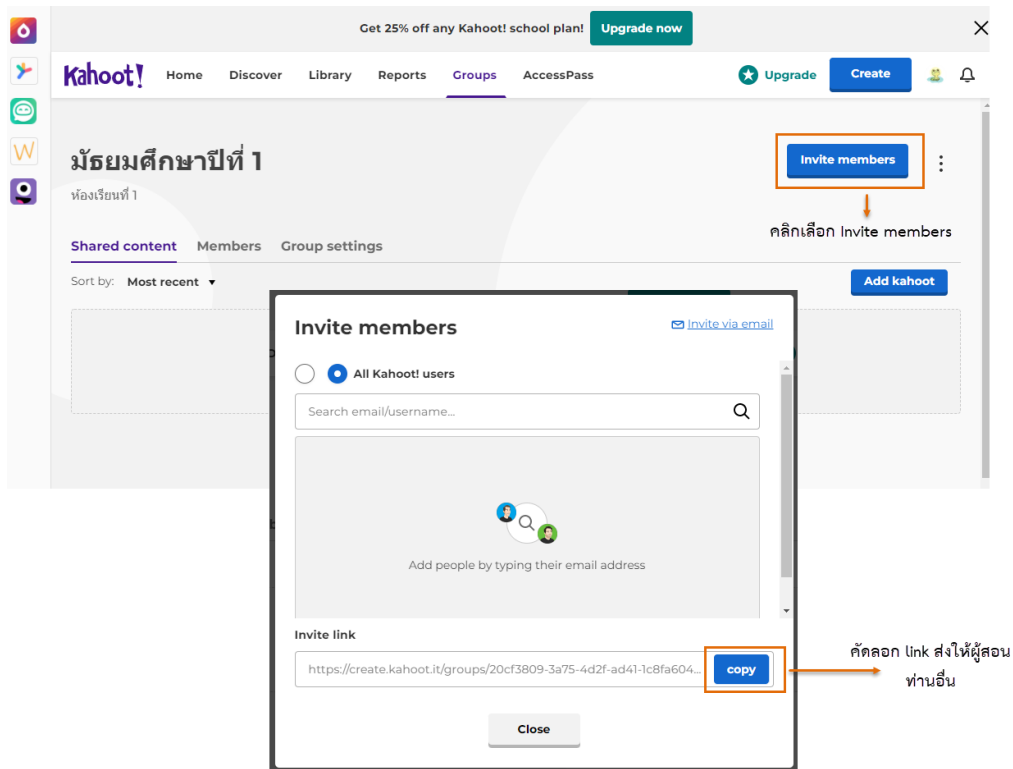 Get 25% off any Kahoot! school plan! Upgrade now
Kahoot! Home Discover Library Reports Groups AccessPass Upgrade Create
มัธยมศึกษาปีที่ 1
Invite members
ห้องเรียนที่ 1
คลิกเลือก Invite members
Shared content Members Group settings
Sort by: Most recent
Add kahoot
Invite members
Invite via email
All Kahoot! users
Search email/username...
Add people by typing their email address
Invite link
https://create.kahoot.it/groups/20cf3809-3a75-4d2f-ad41-1c8fa604... copy
คัดลอก link ส่งให้ผู้สอน
ท่านอื่น
Close